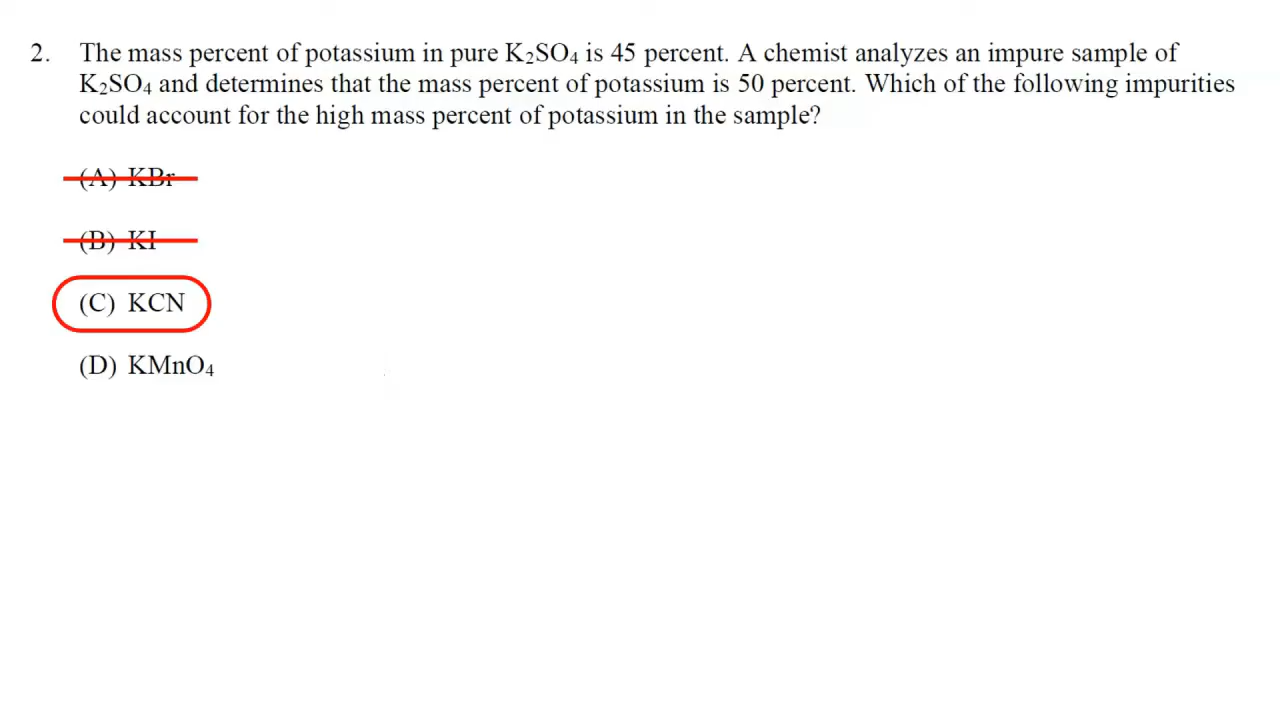 2. The mass percent of potassium in pure K₂SO₄ is 45 percent. A chemist analyzes an impure sample of
K₂SO₄ and determines that the mass percent of potassium is 50 percent. Which of the following impurities
could account for the high mass percent of potassium in the sample?
(A) KBr
(B) KI
(C) KCN
(D) KMnO₄